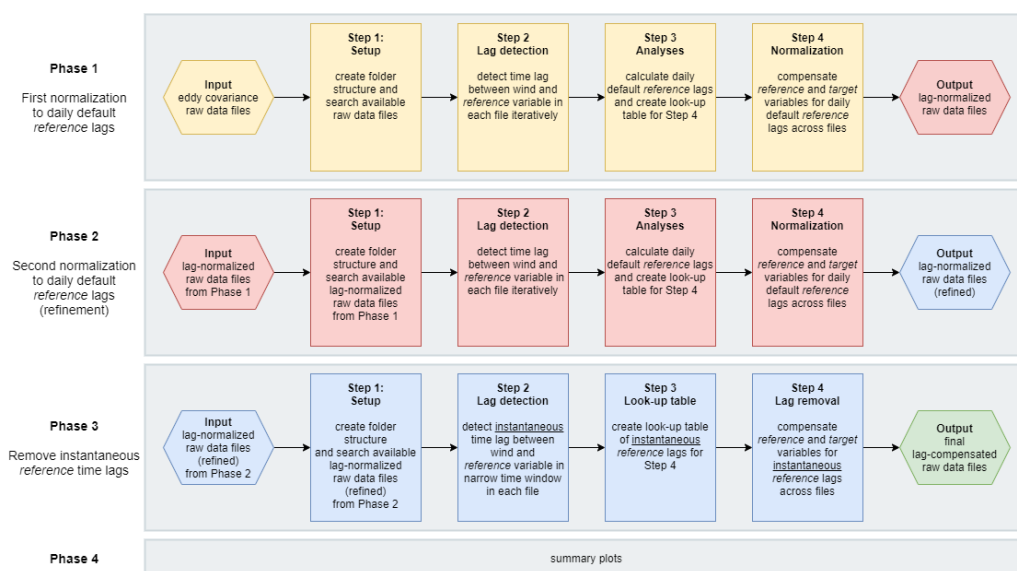 Phase 1
First normalization
to daily default
reference lags
Input
eddy covariance
raw data files
Step 1:
Setup
create folder
structure and
search available
raw data files
Step 2
Lag detection
detect time lag
between wind and
reference variable in
each file iteratively
Step 3
Analyses
calculate daily
default reference lags
and create look-up
table for Step 4
Step 4
Normalization
compensate
reference and target
variables for daily
default reference
lags across files
Output
lag-normalized
raw data files
Phase 2
Second normalization
to daily default
reference lags
(refinement)
Input
lag-normalized
raw data files
from Phase 1
Step 1:
Setup
create folder
structure and
search available
lag-normalized
raw data files
from Phase 1
Step 2
Lag detection
detect time lag
between wind and
reference variable in
each file iteratively
Step 3
Analyses
calculate daily
default reference lags
and create look-up
table for Step 4
Step 4
Normalization
compensate
reference and target
variables for daily
default reference
lags across files
Output
lag-normalized
raw data files
(refined)
Phase 3
Remove instantaneous
reference time lags
Input
lag-normalized
raw data files
(refined)
from Phase 2
Step 1:
Setup
create folder
structure
and search available
lag-normalized
raw data files
(refined)
from Phase 2
Step 2
Lag detection
detect instantaneous
time lag between
wind and
reference variable in
narrow time window
in each file
Step 3
Look-up table
create look-up table
of instantaneous
reference lags for
Step 4
Step 4
Lag removal
compensate
reference and target
variables for
instantaneous
reference lags
across files
Output
final
lag-compensated
raw data files
Phase 4
summary plots